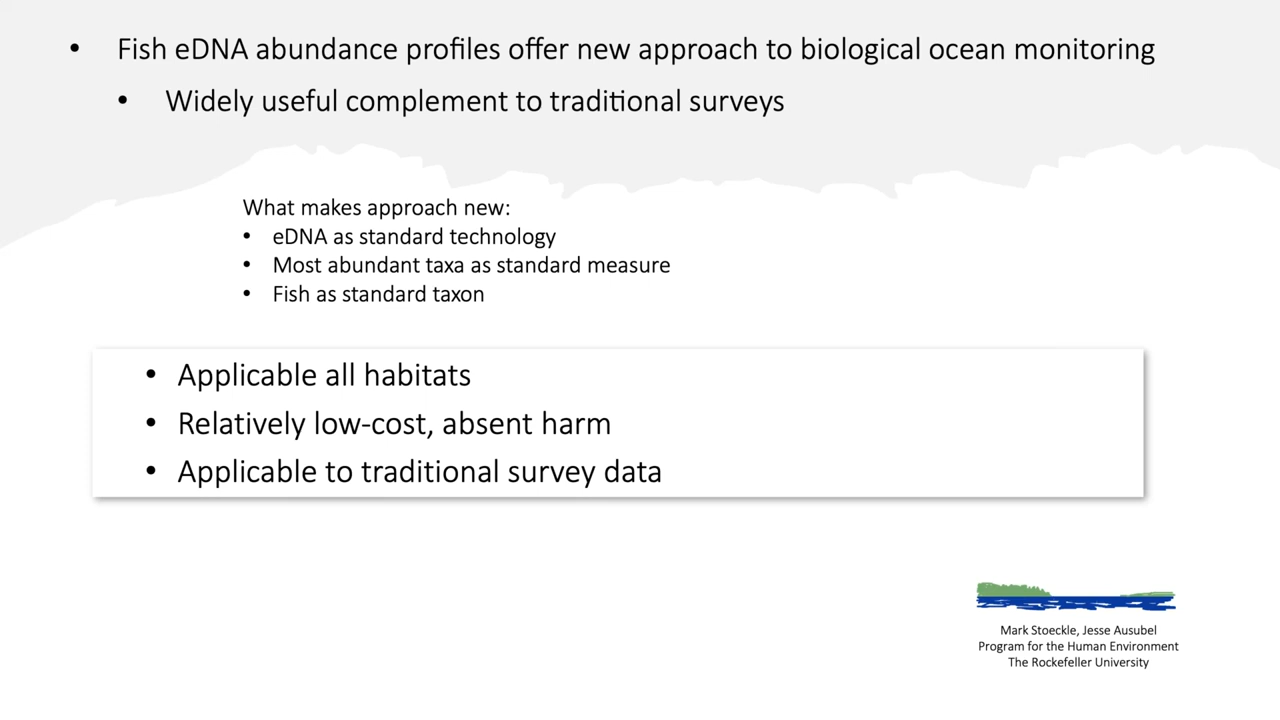 • Fish eDNA abundance profiles offer new approach to biological ocean monitoring
• Widely useful complement to traditional surveys
What makes approach new:
• eDNA as standard technology
• Most abundant taxa as standard measure
• Fish as standard taxon
• Applicable all habitats
• Relatively low-cost, absent harm
• Applicable to traditional survey data
Mark Stoeckle, Jesse Ausubel
Program for the Human Environment
The Rockefeller University